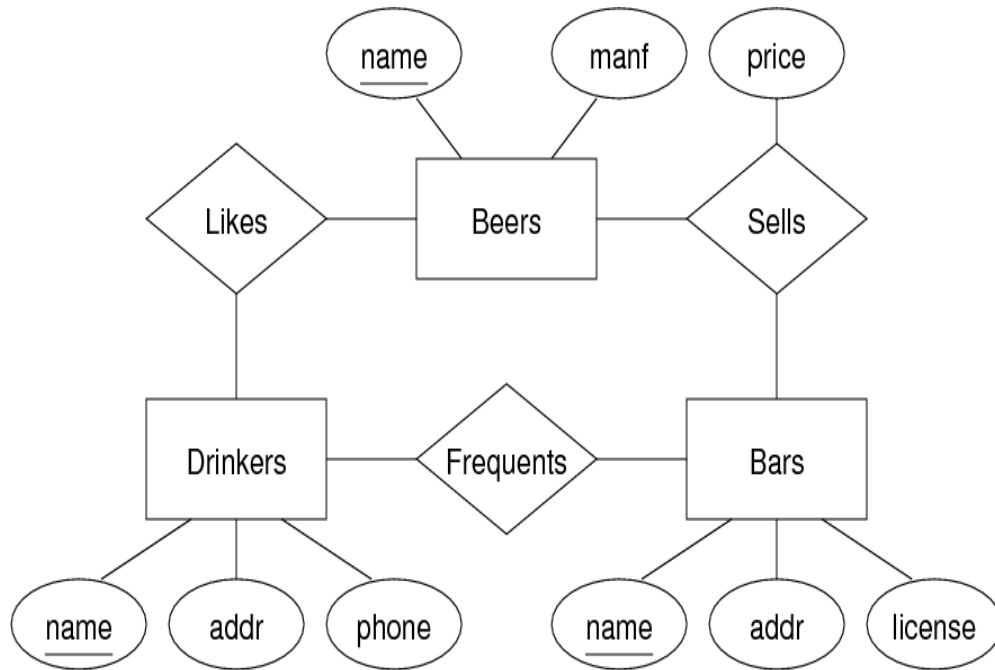 name
manf
price
Likes
Beers
Sells
Drinkers
Frequents
Bars
name
addr
phone
name
addr
license